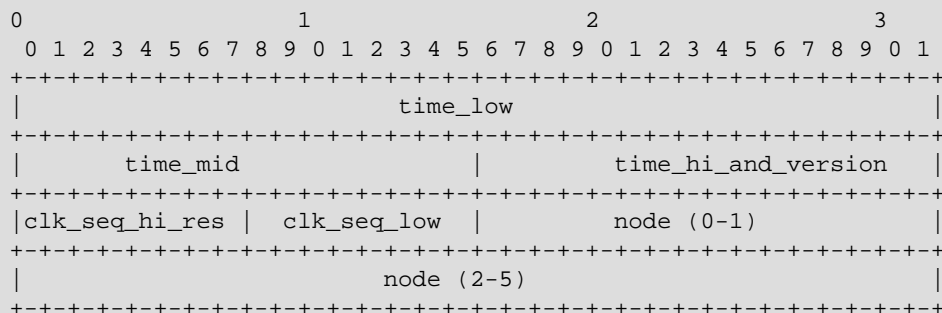 0                   1                   2                   3
 0 1 2 3 4 5 6 7 8 9 0 1 2 3 4 5 6 7 8 9 0 1 2 3 4 5 6 7 8 9 0 1
+-+-+-+-+-+-+-+-+-+-+-+-+-+-+-+-+-+-+-+-+-+-+-+-+-+-+-+-+-+-+-+-+
|                          time_low                             |
+-+-+-+-+-+-+-+-+-+-+-+-+-+-+-+-+-+-+-+-+-+-+-+-+-+-+-+-+-+-+-+-+
|       time_mid                |         time_hi_and_version   |
+-+-+-+-+-+-+-+-+-+-+-+-+-+-+-+-+-+-+-+-+-+-+-+-+-+-+-+-+-+-+-+-+
|clk_seq_hi_res |  clk_seq_low  |         node (0-1)            |
+-+-+-+-+-+-+-+-+-+-+-+-+-+-+-+-+-+-+-+-+-+-+-+-+-+-+-+-+-+-+-+-+
|                         node (2-5)                            |
+-+-+-+-+-+-+-+-+-+-+-+-+-+-+-+-+-+-+-+-+-+-+-+-+-+-+-+-+-+-+-+-+